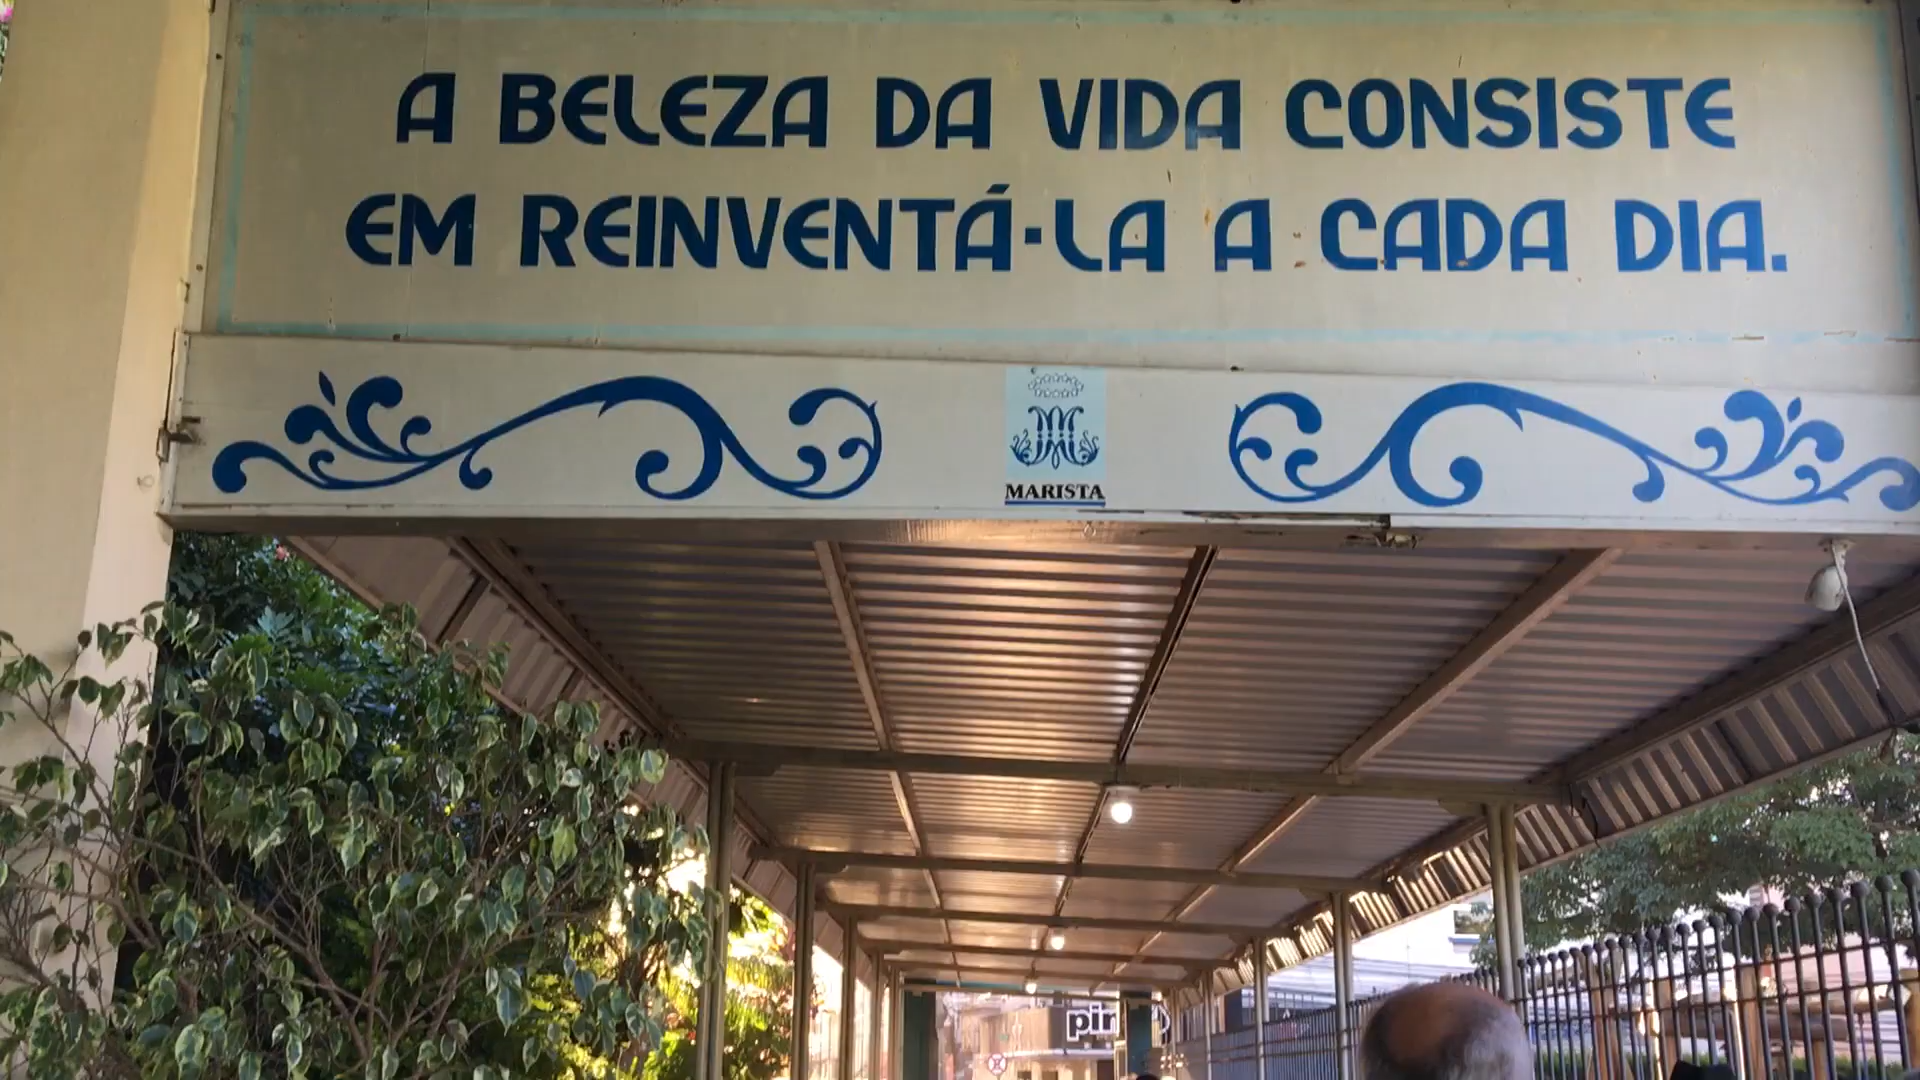 A BELEZA DA VIDA CONSISTE
EM REINVENTÁ-LA A CADA DIA.
MARISTA